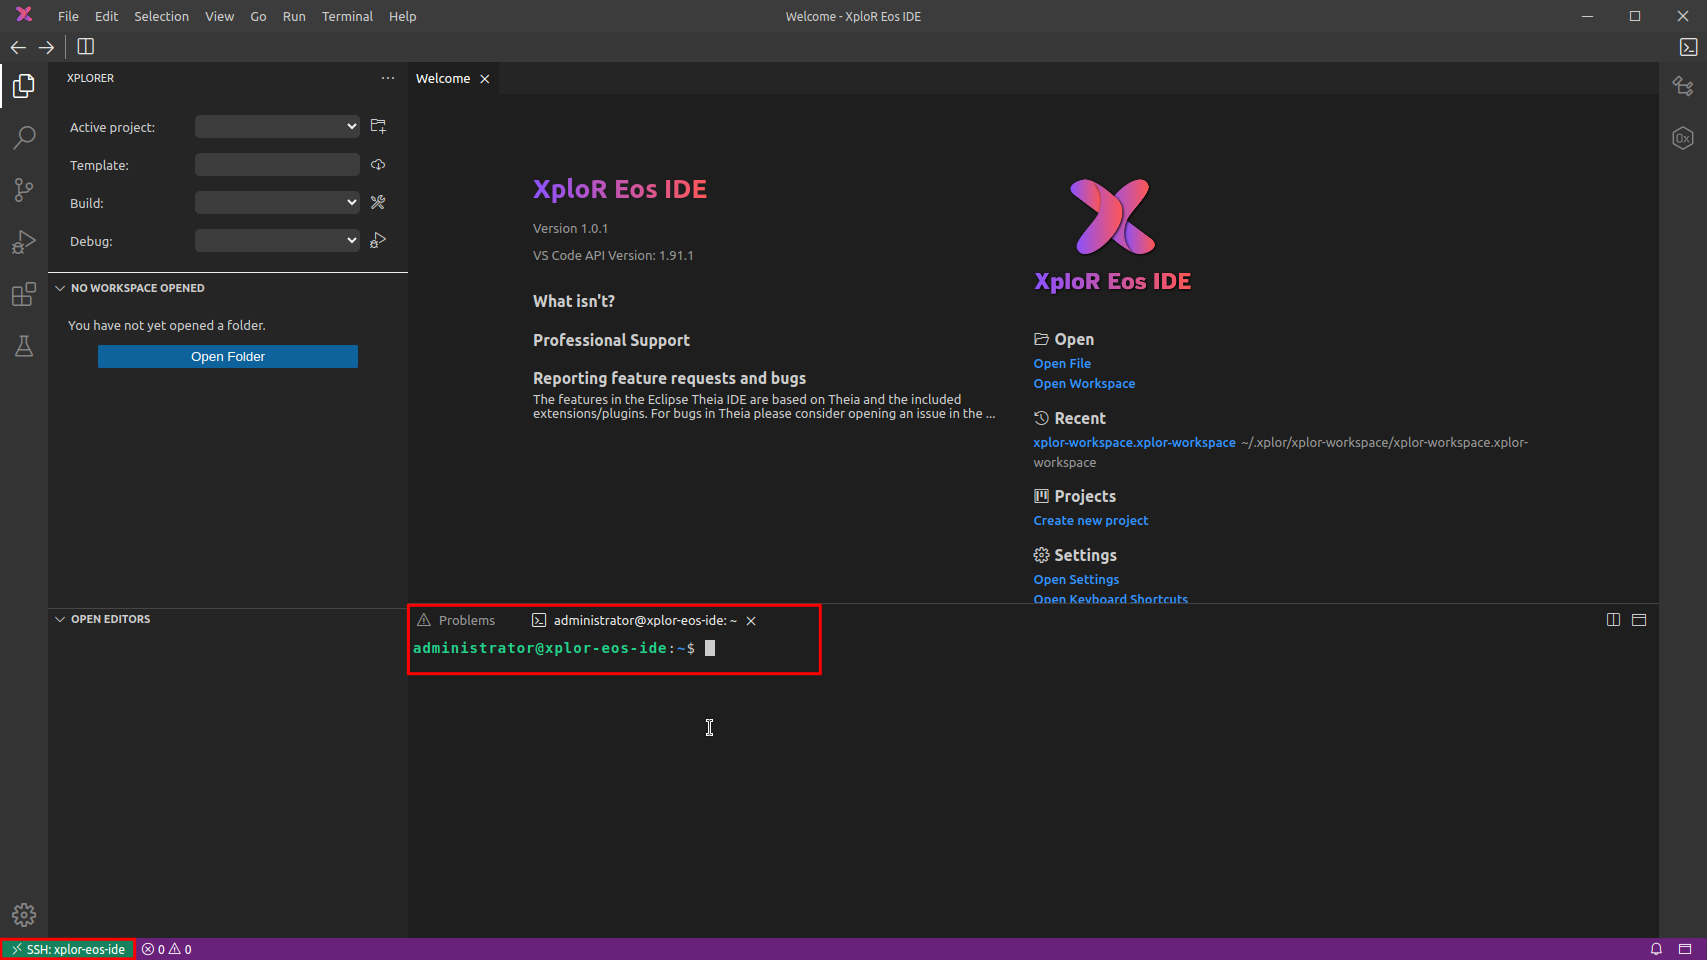 File Edit Selection View Go Run Terminal Help
Welcome - XploR Eos IDE
XPLORER
Welcome
Active project:
Template:
Build:
Debug:
NO WORKSPACE OPENED
You have not yet opened a folder.
Open Folder
OPEN EDITORS
XploR Eos IDE
Version 1.0.1
VS Code API Version: 1.91.1
What isn't?
Professional Support
Reporting feature requests and bugs
The features in the Eclipse Theia IDE are based on Theia and the included
extensions/plugins. For bugs in Theia please consider opening an issue in the ...
XploR Eos IDE
Open
Open File
Open Workspace
Recent
xplor-workspace.xplor-workspace ~/.xplor/xplor-workspace/xplor-workspace.xplor-
workspace
Projects
Create new project
Settings
Open Settings
Open Keyboard Shortcuts
0x
Problems administrator@xplor-eos-ide: ~
administrator@xplor-eos-ide:~$
SSH: xplor-eos-ide 0 0